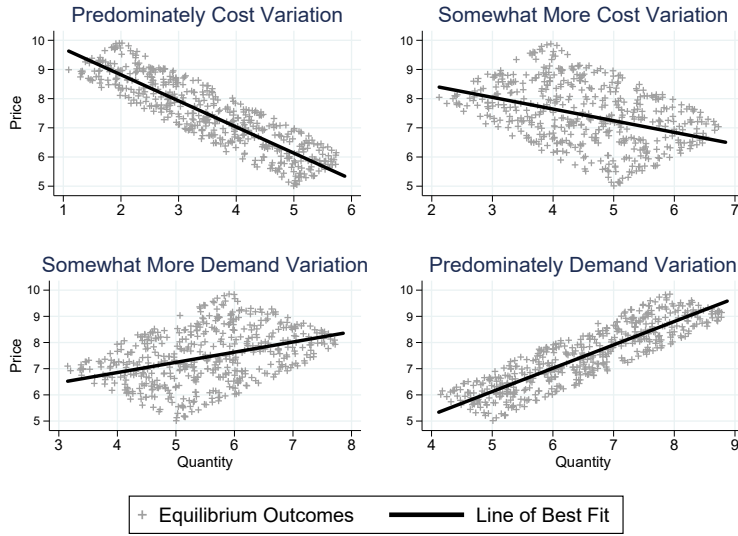 Predominately Cost Variation
Somewhat More Cost Variation
10
9
8
7
6
5
Price
1 2 3 4 5 6
10
9
8
7
6
5
2 3 4 5 6 7
Somewhat More Demand Variation
Predominately Demand Variation
10
9
8
7
6
5
Price
3 4 5 6 7 8
Quantity
10
9
8
7
6
5
4 5 6 7 8 9
Quantity
Equilibrium Outcomes
Line of Best Fit